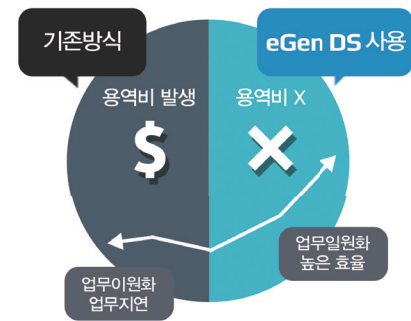 기존방식
eGen DS 사용
용역비 발생
용역비 X
$
업무일원화
높은 효율
업무이원화
업무지연